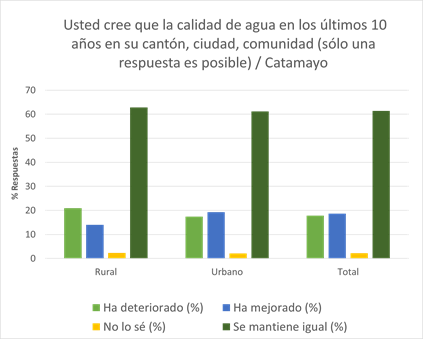 Usted cree que la calidad de agua en los últimos 10
años en su cantón, ciudad, comunidad (sólo una
respuesta es posible) / Catamayo
% Respuestas
70
60
50
40
30
20
10
0
Rural Urbano Total
Ha deteriorado (%) Ha mejorado (%)
No lo sé (%) Se mantiene igual (%)